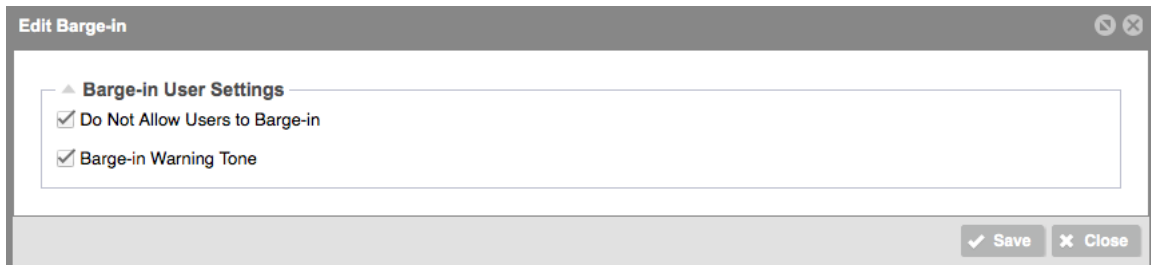 Edit Barge-in
Barge-in User Settings
Do Not Allow Users to Barge-in
Barge-in Warning Tone
Save Close